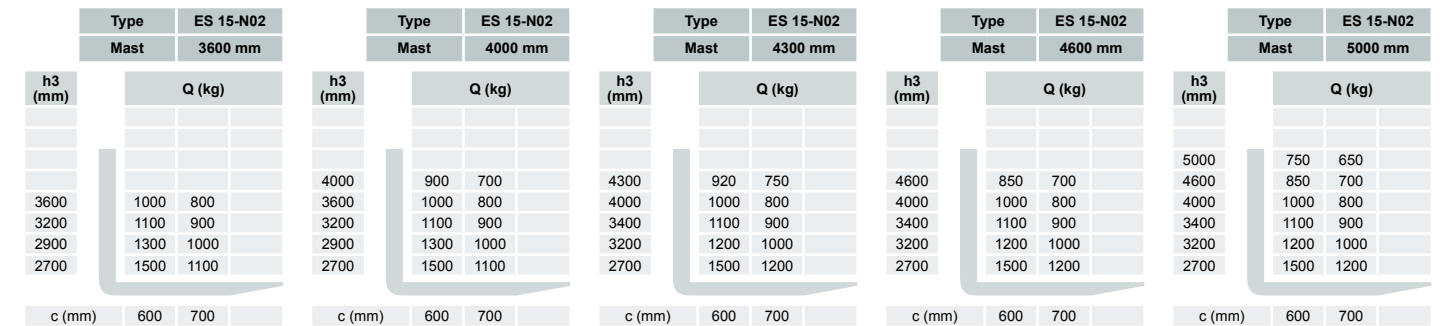 Type ES 15-N02
Mast 3600 mm
h3 (mm) Q (kg)
3600 1000 800
3200 1100 900
2900 1300 1000
2700 1500 1100
c (mm) 600 700
Type ES 15-N02
Mast 4000 mm
h3 (mm) Q (kg)
4000 900 700
3600 1000 800
3200 1100 900
2900 1300 1000
2700 1500 1100
c (mm) 600 700
Type ES 15-N02
Mast 4300 mm
h3 (mm) Q (kg)
4300 920 750
4000 1000 800
3400 1100 900
3200 1200 1000
2700 1500 1200
c (mm) 600 700
Type ES 15-N02
Mast 4600 mm
h3 (mm) Q (kg)
4600 850 700
4000 1000 800
3400 1100 900
3200 1200 1000
2700 1500 1200
c (mm) 600 700
Type ES 15-N02
Mast 5000 mm
h3 (mm) Q (kg)
5000 750 650
4600 850 700
4000 1000 800
3400 1100 900
3200 1200 1000
2700 1500 1200
c (mm) 600 700